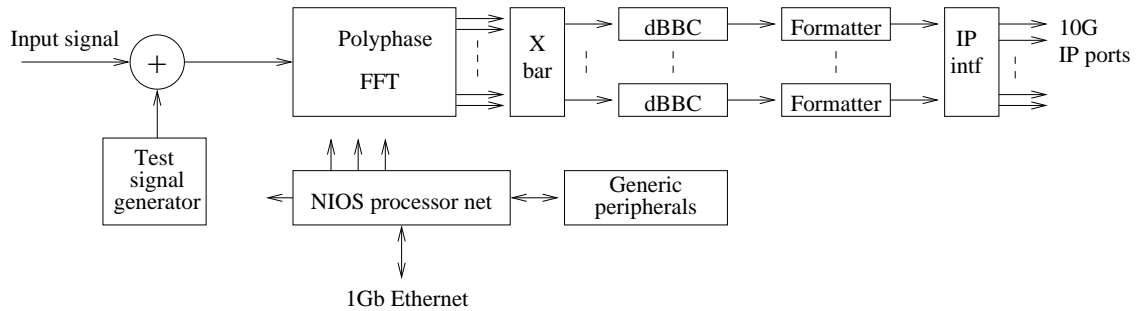 Input signal
+
Test
signal
generator
Polyphase
FFT
X
bar
dBBC
dBBC
Formatter
Formatter
IP
intf
10G
IP ports
NIOS processor net
Generic
peripherals
1Gb Ethernet